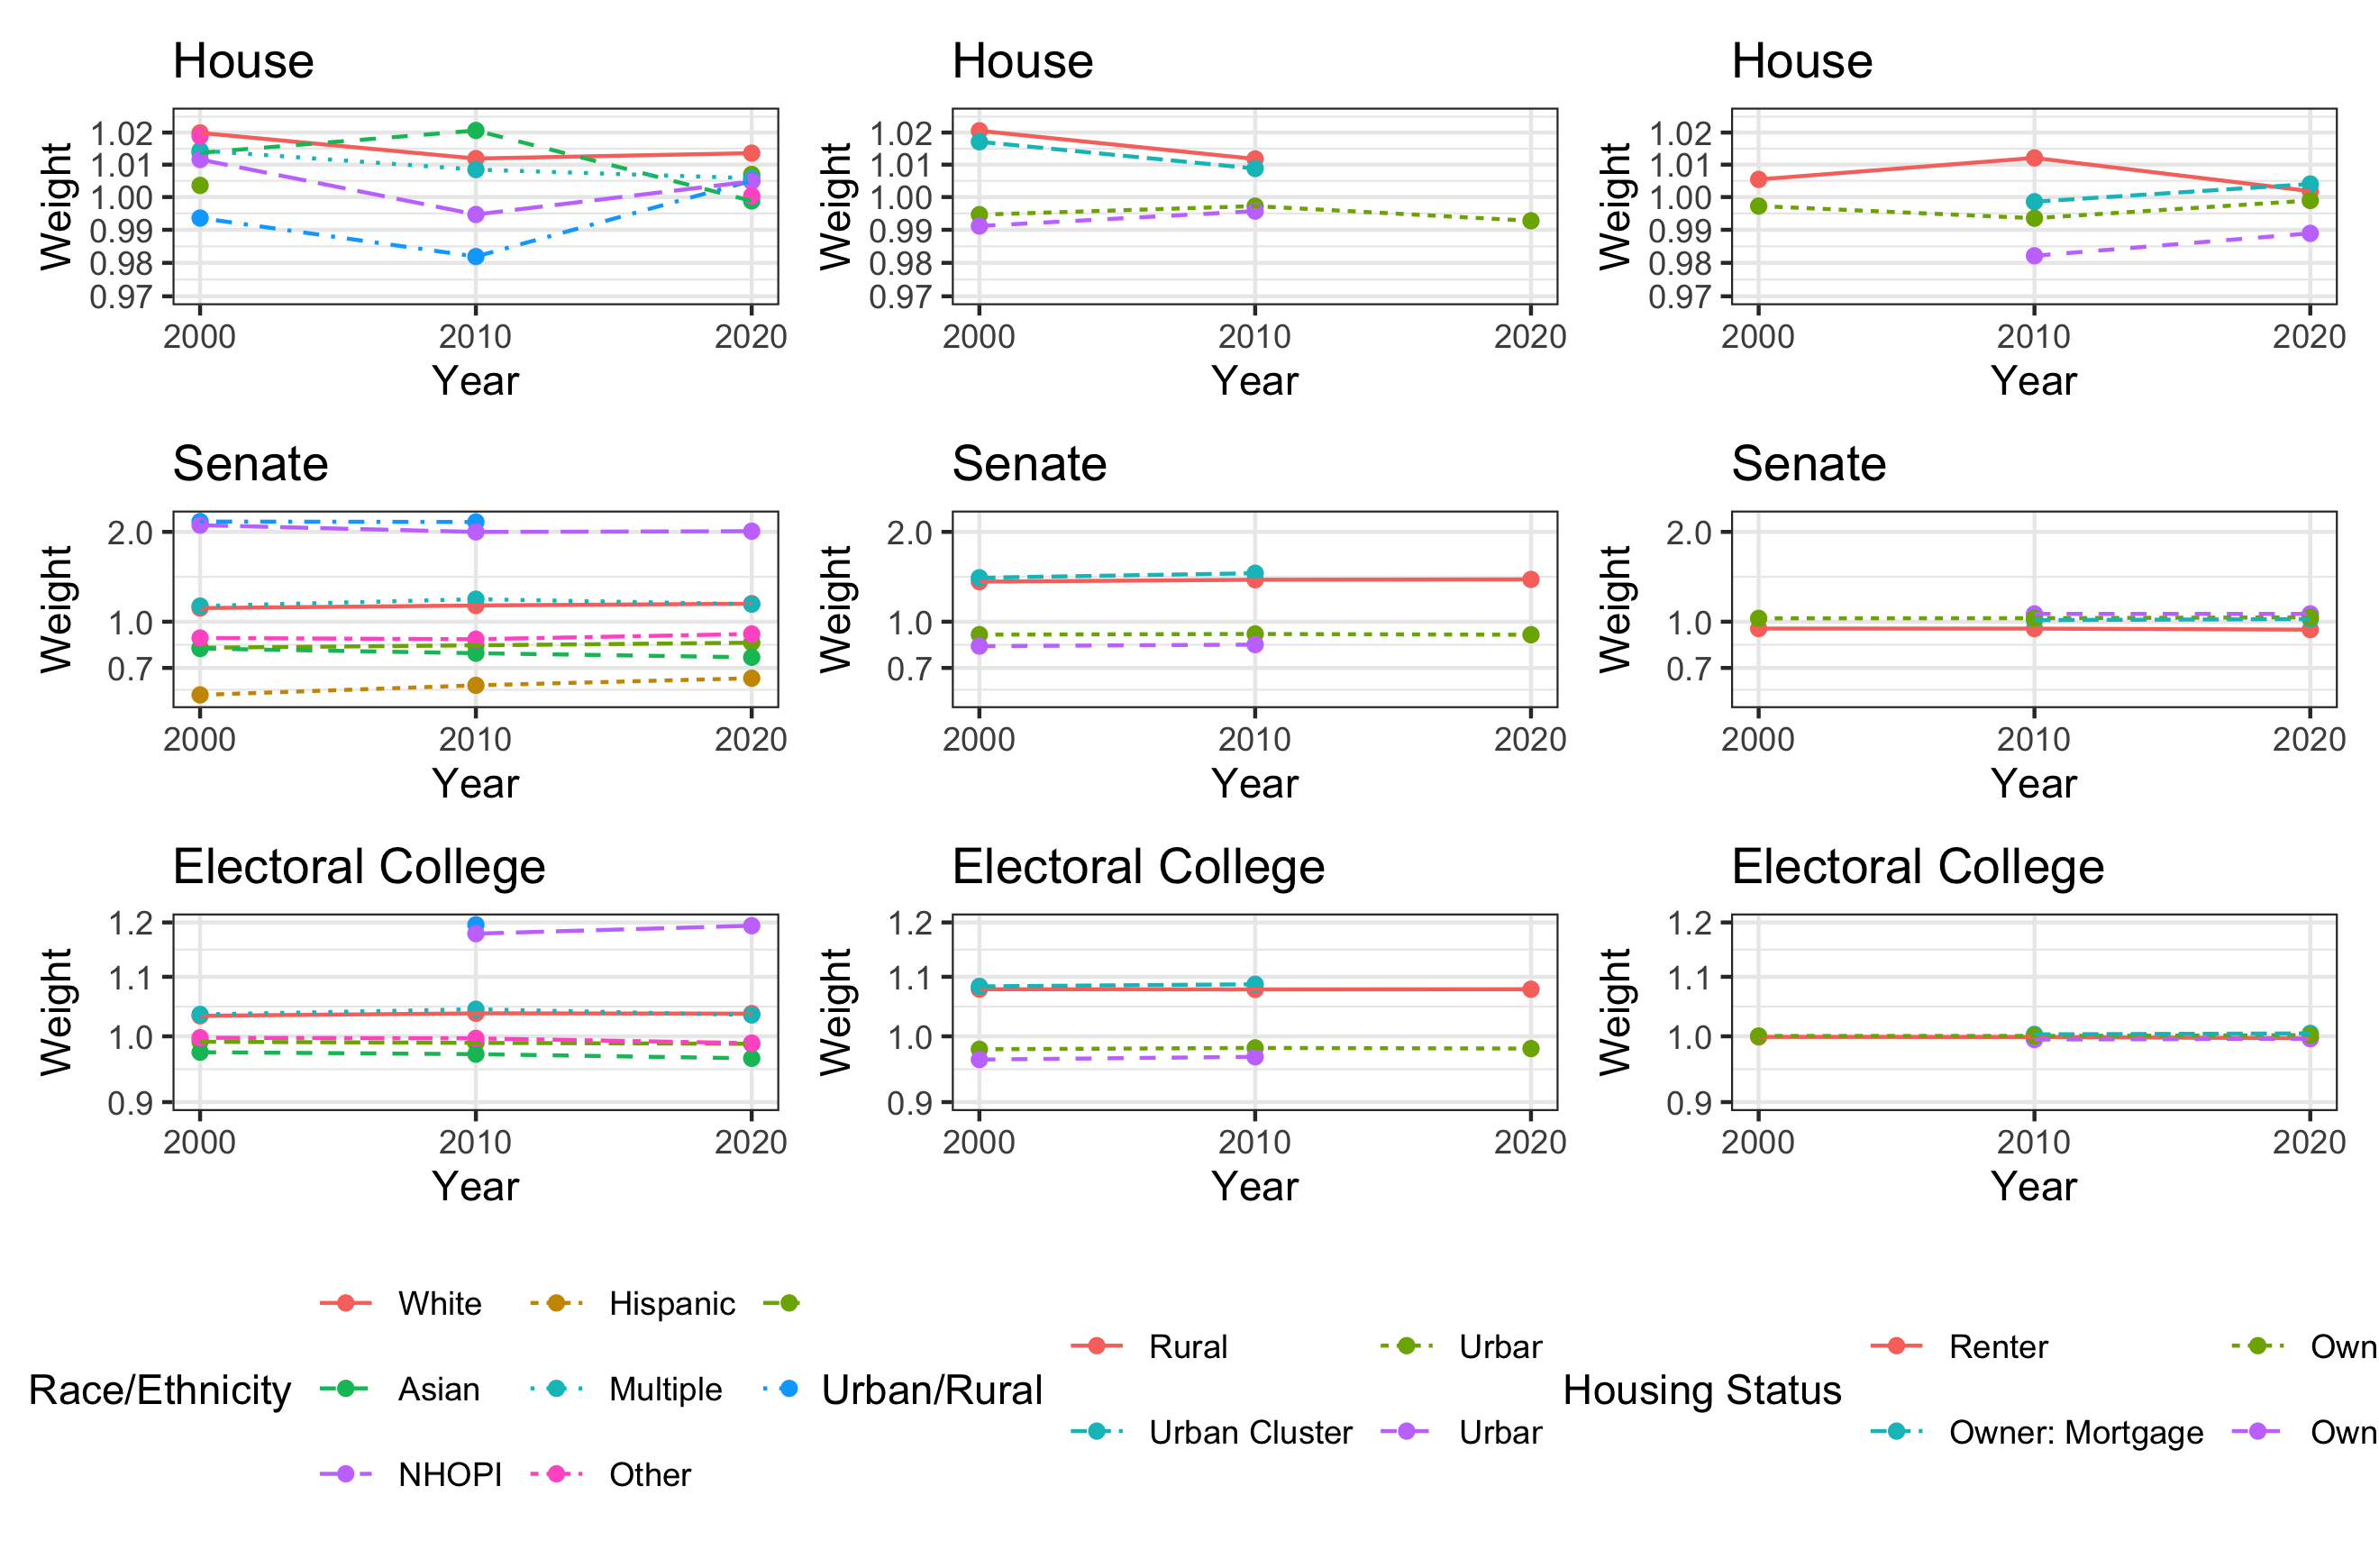 House House House
Weight 1.02 1.01 1.00 0.99 0.98 0.97 Weight 1.02 1.01 1.00 0.99 0.98 0.97 Weight 1.02 1.01 1.00 0.99 0.98 0.97
2000 2010 2020 2000 2010 2020 2000 2010 2020
Year Year Year
Senate Senate Senate
Weight 2.0 1.0 0.7 Weight 2.0 1.0 0.7 Weight 2.0 1.0 0.7
2000 2010 2020 2000 2010 2020 2000 2010 2020
Year Year Year
Electoral College Electoral College Electoral College
Weight 1.2 1.1 1.0 0.9 Weight 1.2 1.1 1.0 0.9 Weight 1.2 1.1 1.0 0.9
2000 2010 2020 2000 2010 2020 2000 2010 2020
Year Year Year
Race/Ethnicity
White Hispanic
Asian Multiple
NHOPI Other
Urban/Rural
Rural
Urban Cluster
Housing Status
Renter Own
Owner: Mortgage Own